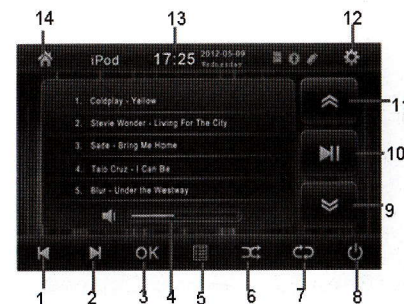 14 13 12
iPod 17:25 2012-05-09
Wednesday
1. Coldplay - Yellow
11
2. Stevie Wonder - Living For The City
3. Sade - Bring Me Home
10
4. Taio Cruz - I Can Be
5. Blur - Under the Westway
9
OK
1 2 3 4 5 6 7 8